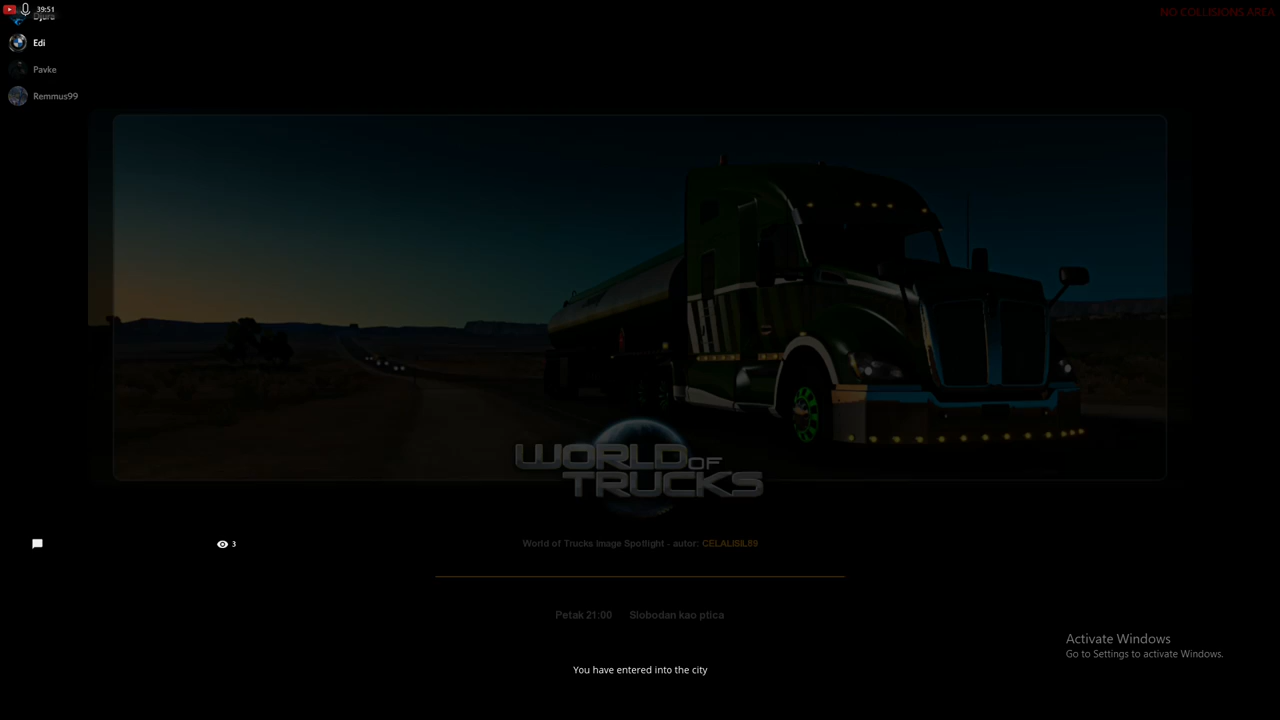 39:51
NO COLLISIONS AREA
Djura
Edi
Pavke
Remmus99
WORLD OF
TRUCKS
3
World of Trucks Image Spotlight - autor: CELALISIL89
Petak 21:00 Slobodan kao ptica
Activate Windows
Go to Settings to activate Windows.
You have entered into the city